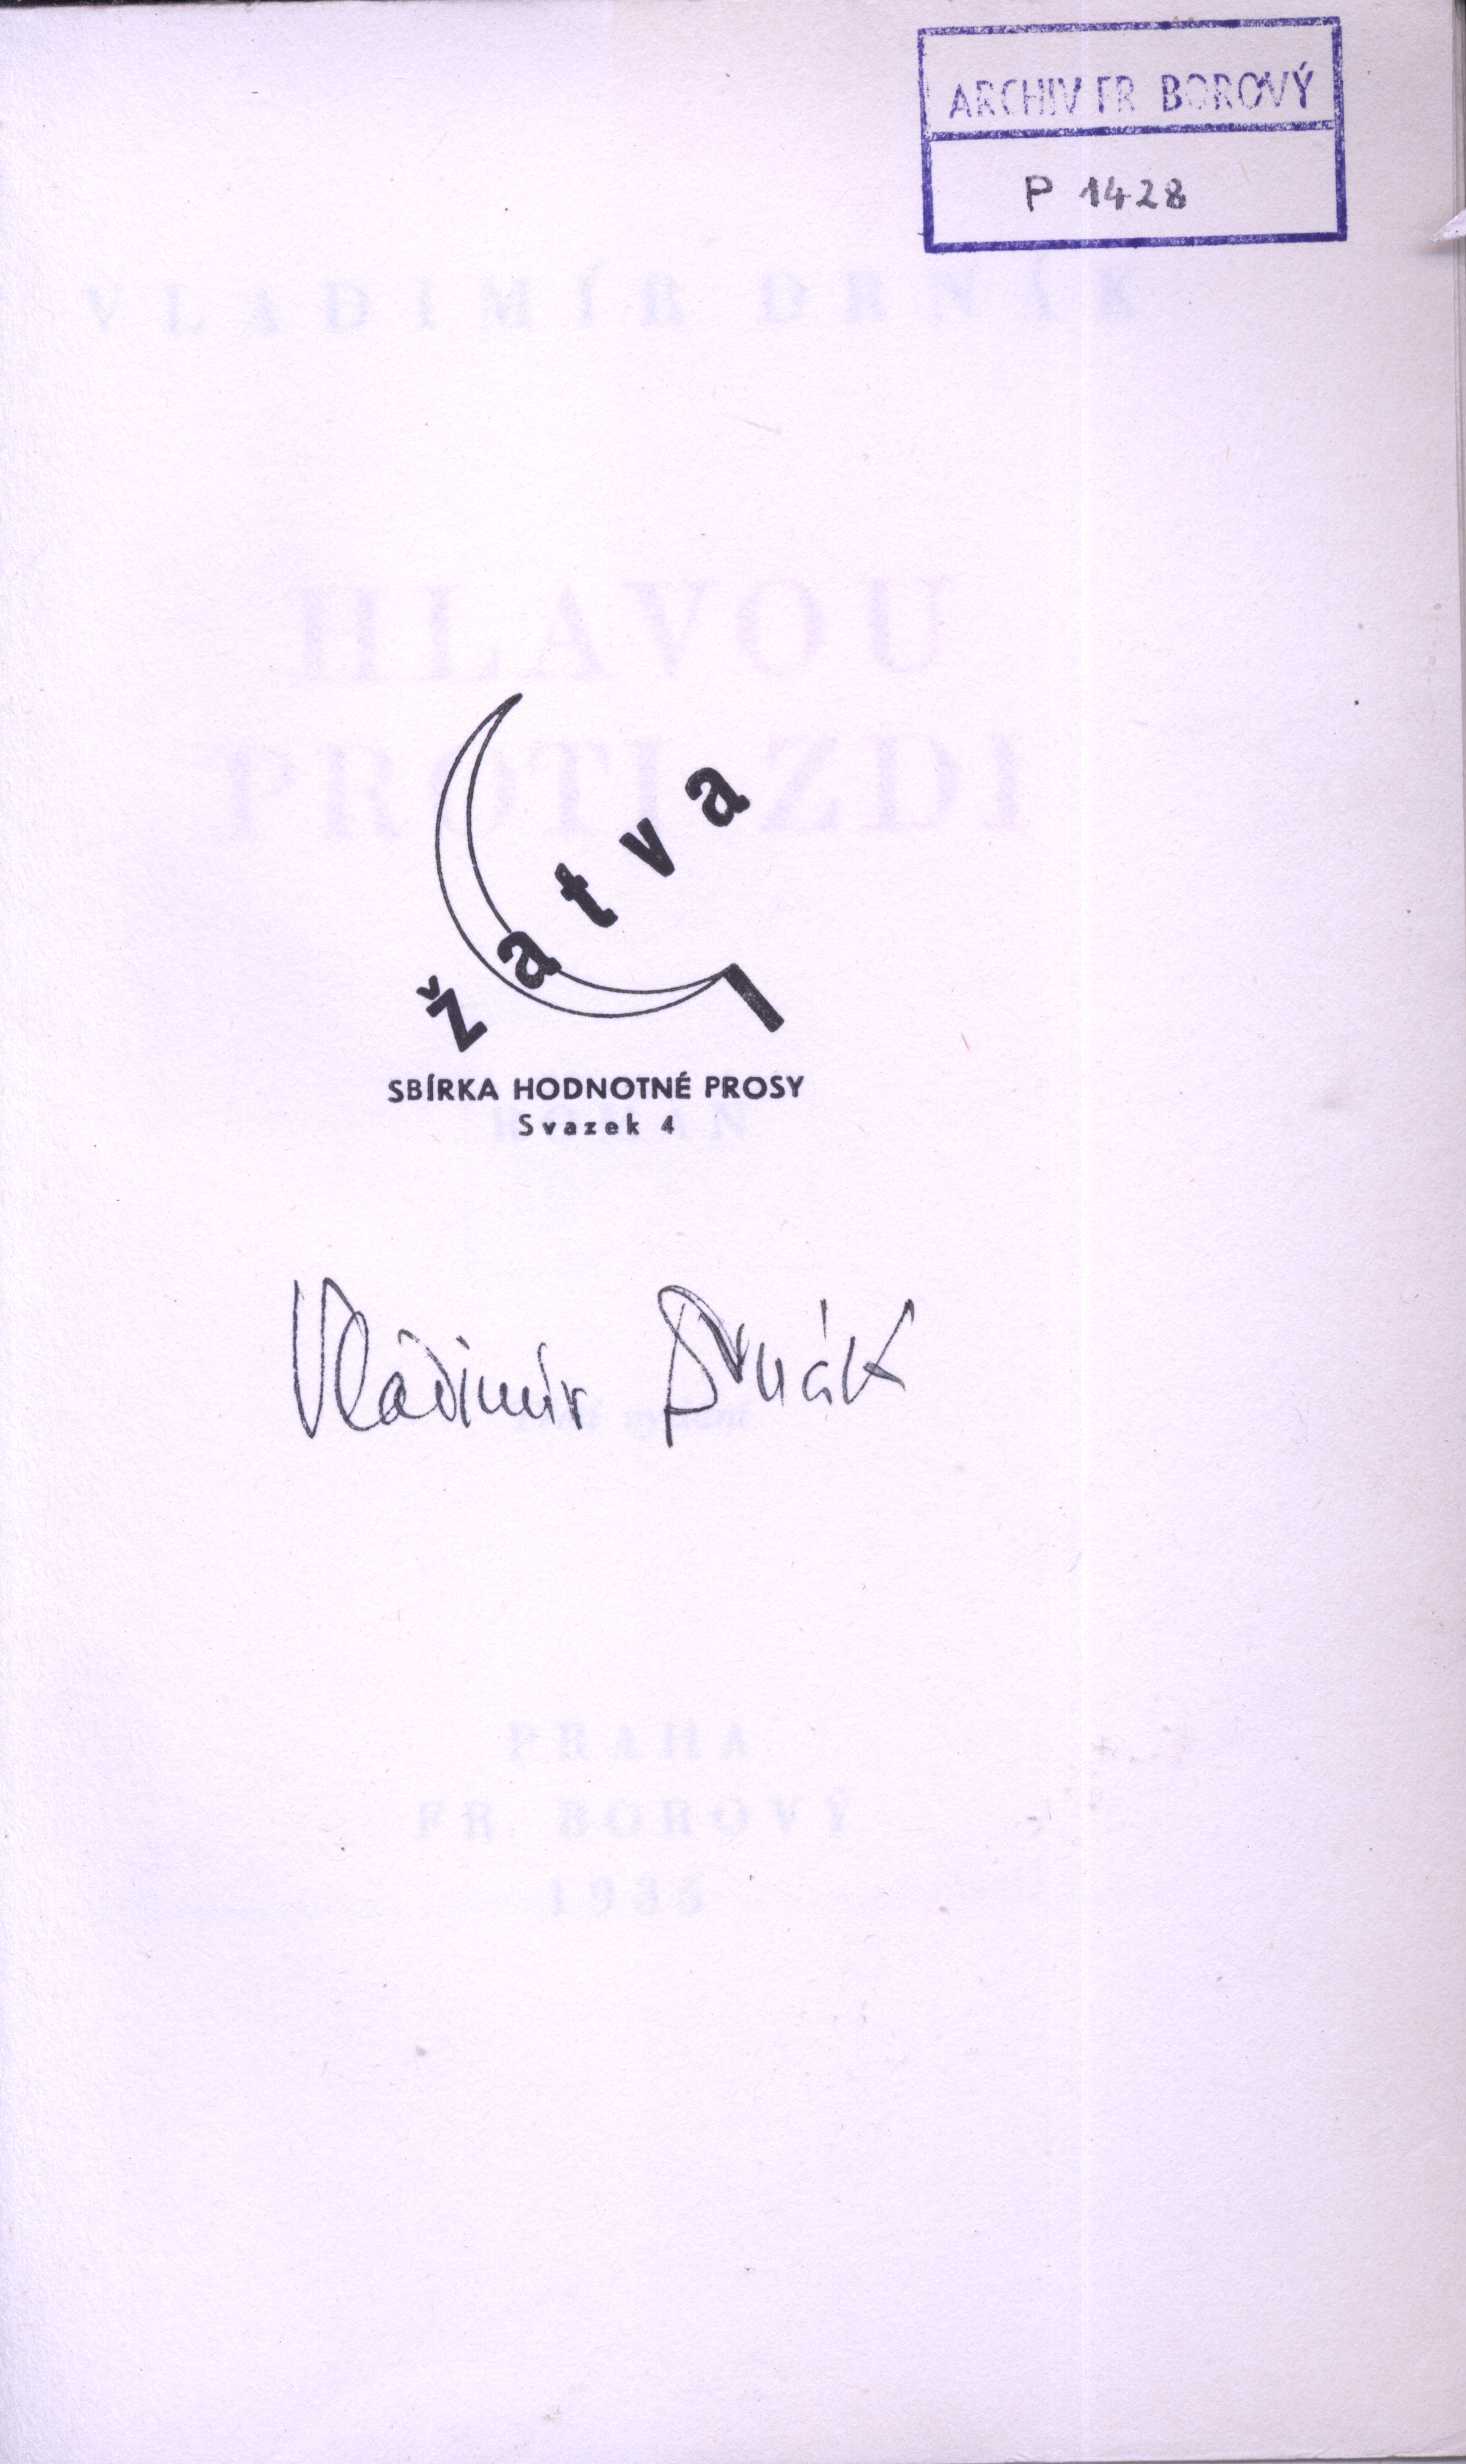 ARCHIV FR BOROVÝ
P 1428
VLADIMÍR DRNÁK
HLAVOU
PROTI ZDI
žatva
SBÍRKA HODNOTNÉ PROSY
Svazek 4
Vladimír Drnák
PRAHA
FR. BOROVÝ